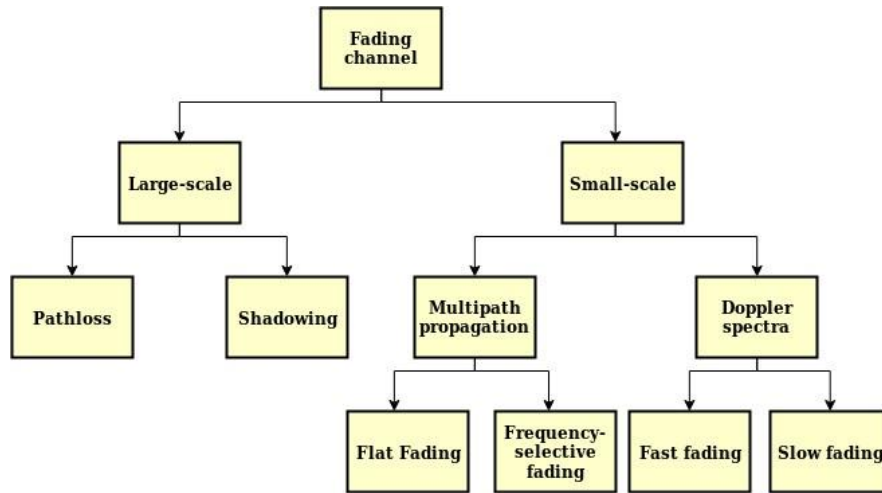 Fading
channel
Large-scale
Small-scale
Pathloss
Shadowing
Multipath
propagation
Doppler
spectra
Flat Fading
Frequency-
selective
fading
Fast fading
Slow fading